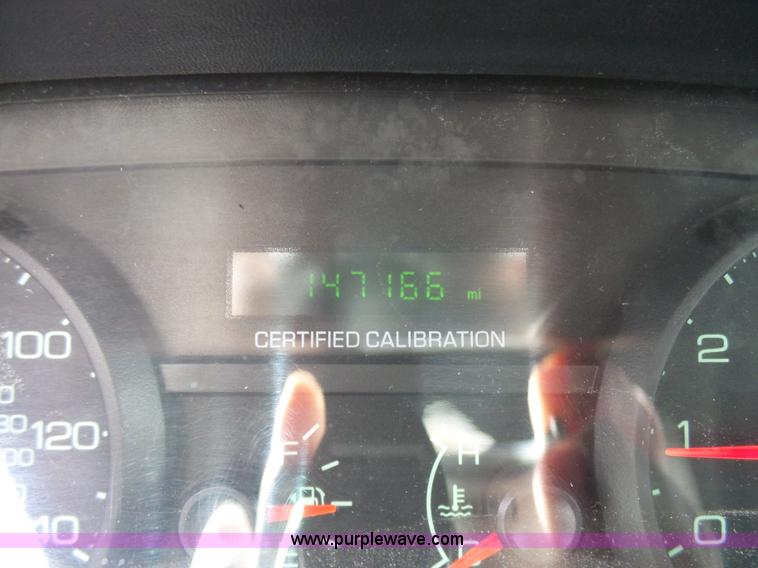 147166 mi
CERTIFIED CALIBRATION
100
120
2
1
0
F
H
www.purplewave.com